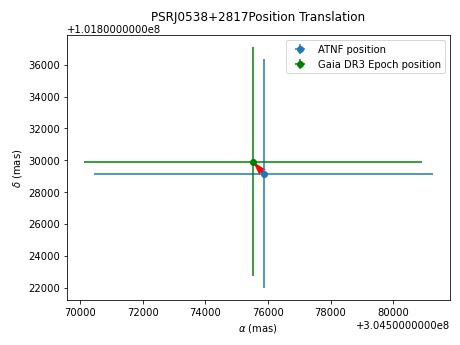 PSRJ0538+2817Position Translation
+1.0180000000e8
ATNF position
Gaia DR3 Epoch position
36000
34000
32000
30000
28000
26000
24000
22000
δ (mas)
70000 72000 74000 76000 78000 80000
α (mas)
+3.0450000000e8